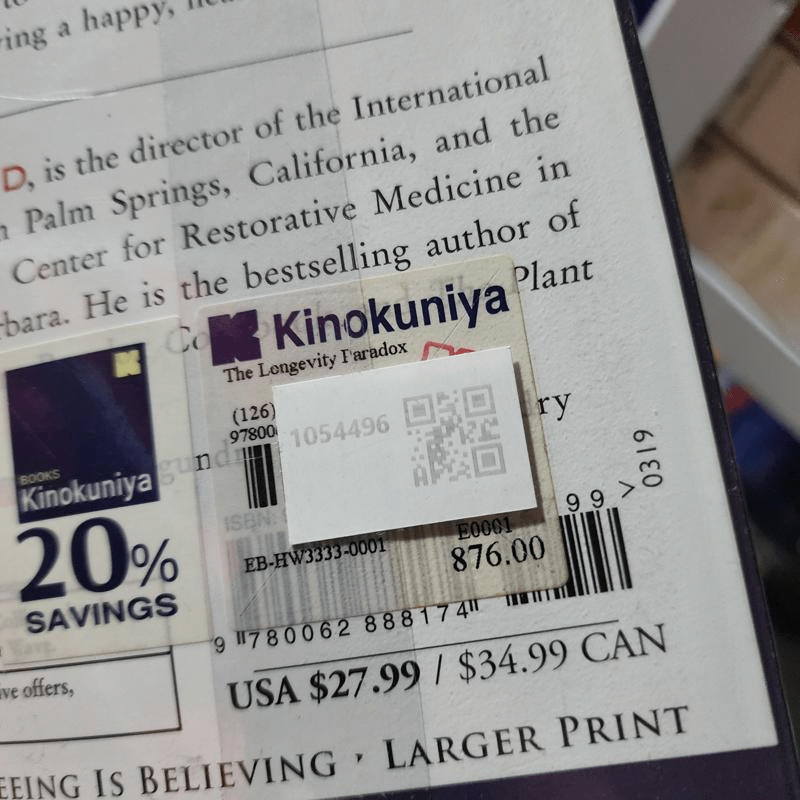 ing a happy,
D, is the director of the International
Palm Springs, California, and the
Center for Restorative Medicine in
bara. He is the bestselling author of
Plant
Kinokuniya
The Longevity Paradox
(126)
97800
1054496
ry
BOOKS
Kinokuniya
20%
SAVINGS
ISBN:
EB-HW3333-0001
E0001
876.00
99 >
0319
9 780062 888174
USA $27.99 / $34.99 CAN
ve offers,
EEING IS BELIEVING · LARGER PRINT